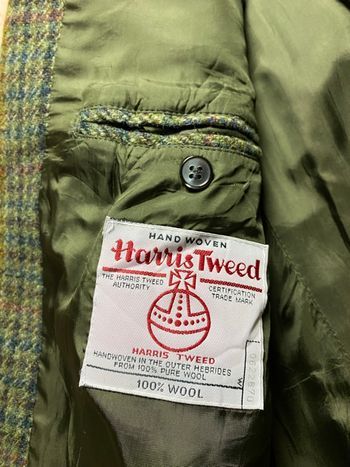 HAND WOVEN
Harris Tweed
THE HARRIS TWEED AUTHORITY
CERTIFICATION TRADE MARK
HARRIS TWEED
HANDWOVEN IN THE OUTER HEBRIDES
FROM 100% PURE WOOL
100% WOOL
W